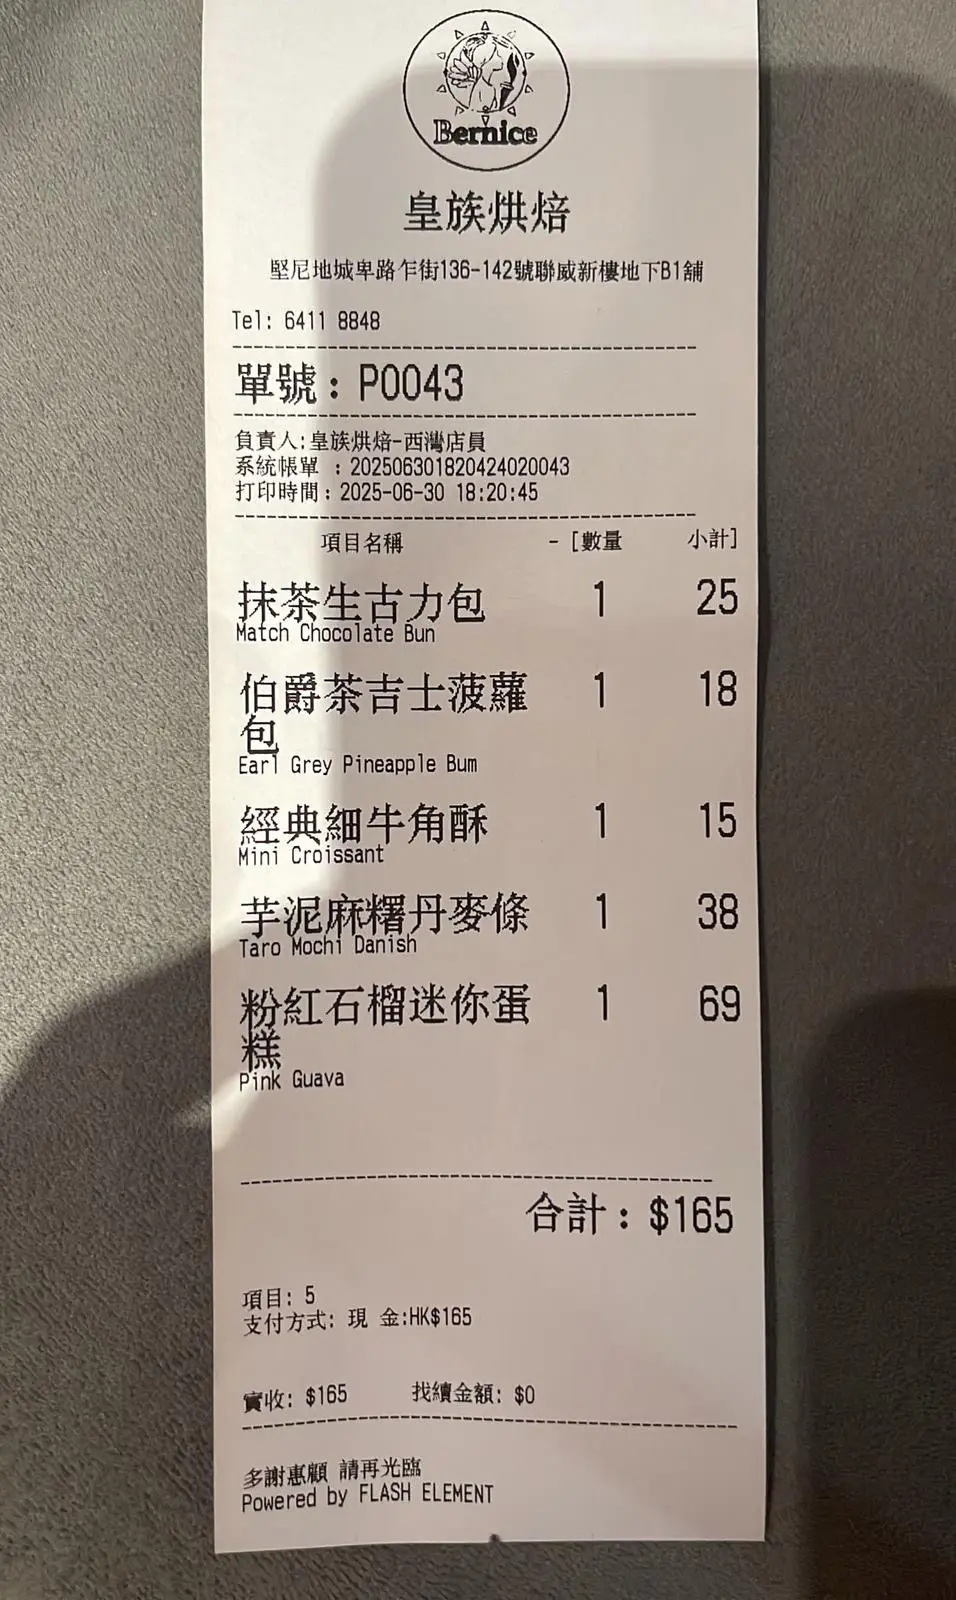 Bernice
皇族烘焙
堅尼地城卑路乍街136-142號聯威新樓地下B1舖
Tel: 6411 8848
單號: P0043
負責人:皇族烘焙-西灣店員
系統帳單 :202506301820424020043
打印時間:2025-06-30 18:20:45
項目名稱 - [數量 小計]
抹茶生古力包 1 25
Match Chocolate Bun
伯爵茶吉士菠蘿 1 18
包
Earl Grey Pineapple Bum
經典細牛角酥 1 15
Mini Croissant
芋泥麻糬丹麥條 1 38
Taro Mochi Danish
粉紅石榴迷你蛋 1 69
糕
Pink Guava
合計: $165
項目: 5
支付方式: 現 金:HK$165
實收: $165 找續金額: $0
多謝惠顧 請再光臨
Powered by FLASH ELEMENT